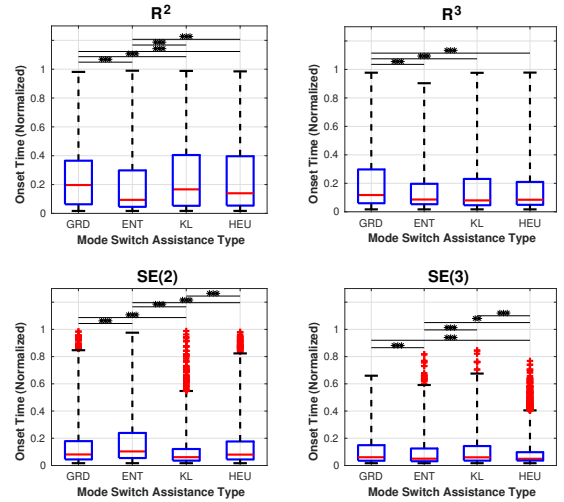 R²
***
***
***
***
***
Onset Time (Normalized)
1
0.8
0.6
0.4
0.2
0
GRD ENT KL HEU
Mode Switch Assistance Type
R³
***
***
***
Onset Time (Normalized)
1
0.8
0.6
0.4
0.2
0
GRD ENT KL HEU
Mode Switch Assistance Type
SE(2)
***
***
***
***
***
Onset Time (Normalized)
1
0.8
0.6
0.4
0.2
0
GRD ENT KL HEU
Mode Switch Assistance Type
SE(3)
***
**
***
***
***
Onset Time (Normalized)
1
0.8
0.6
0.4
0.2
0
GRD ENT KL HEU
Mode Switch Assistance Type